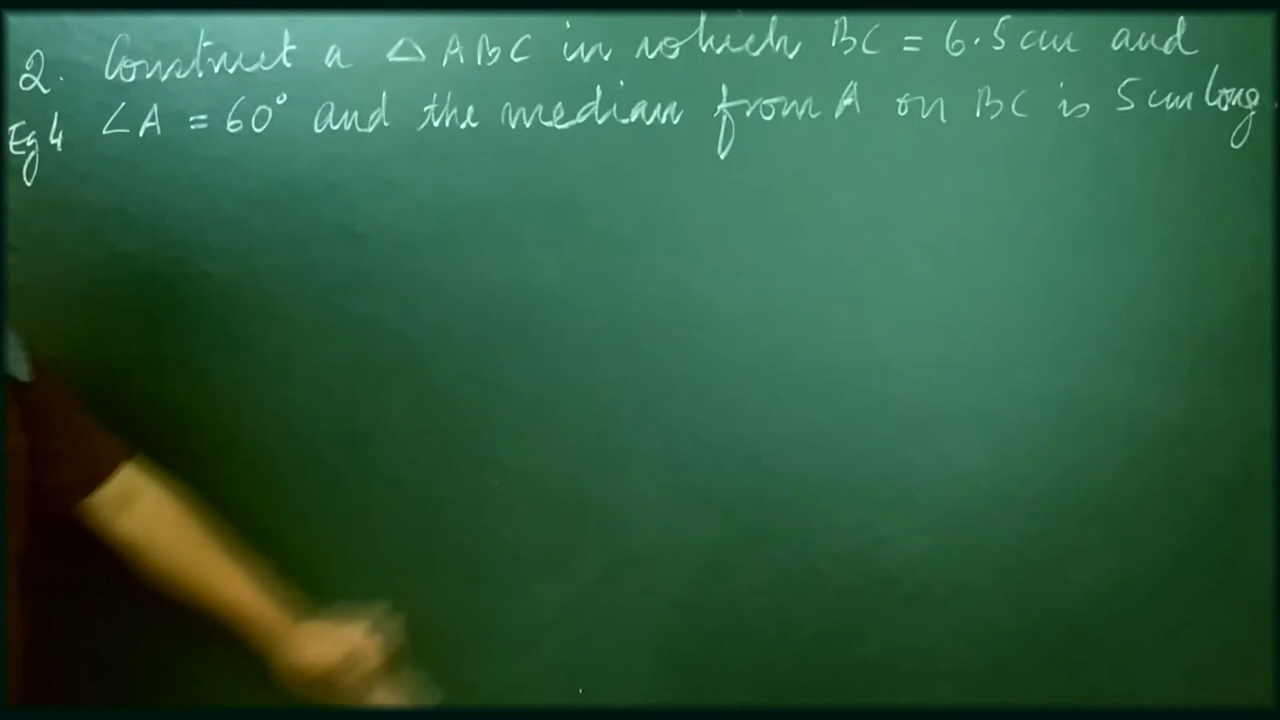 2. Construct a △ ABC in which BC = 6.5 cm and
Eg 4 ∠A = 60° and the median from A on BC is 5 cm long.